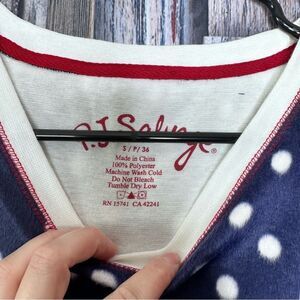 P.J. Salvage®
S / P / 36
Made in China
100% Polyester
Machine Wash Cold
Do Not Bleach
Tumble Dry Low
RN 15741 CA 42241